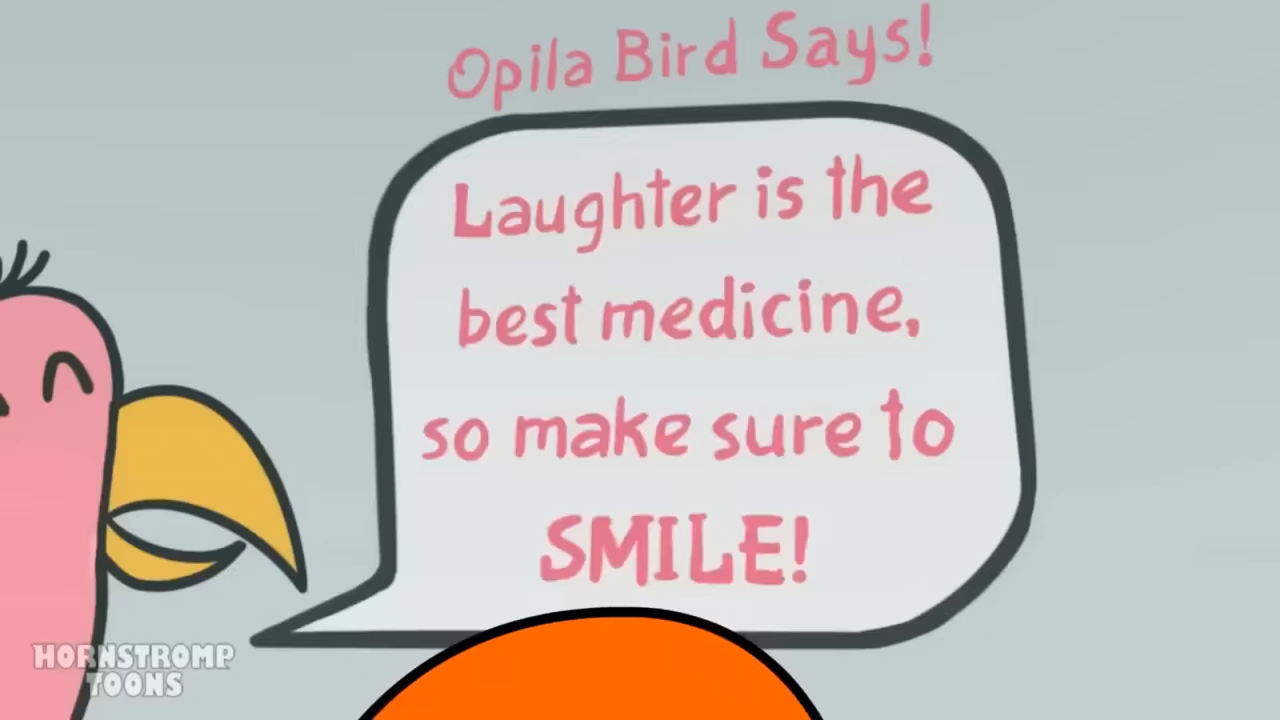 Opila Bird Says!
Laughter is the
best medicine,
so make sure to
SMILE!
HORNSTROMP
TOONS